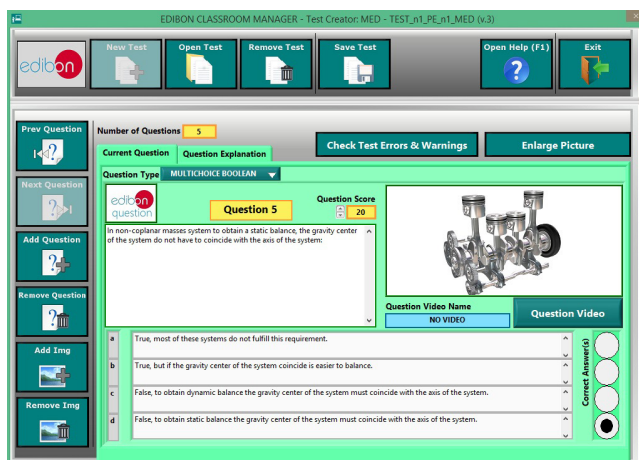 EDIBON CLASSROOM MANAGER - Test Creator: MED - TEST_n1_PE_n1_MED (v.3)
edibon
New Test
Open Test
Remove Test
Save Test
Open Help (F1)
Exit
Prev Question
Next Question
Add Question
Remove Question
Add Img
Remove Img
Number of Questions 5
Check Test Errors & Warnings
Enlarge Picture
Current Question
Question Explanation
Question Type MULTICHOICE BOOLEAN
edibon
question
Question 5
Question Score
20
In non-coplanar masses system to obtain a static balance, the gravity center
of the system do not have to coincide with the axis of the system:
Question Video Name
NO VIDEO
Question Video
a True, most of these systems do not fulfill this requirement.
b True, but if the gravity center of the system coincide is easier to balance.
c False, to obtain dynamic balance the gravity center of the system must coincide with the axis of the system.
d False, to obtain static balance the gravity center of the system must coincide with the axis of the system.
Correct Answer(s)